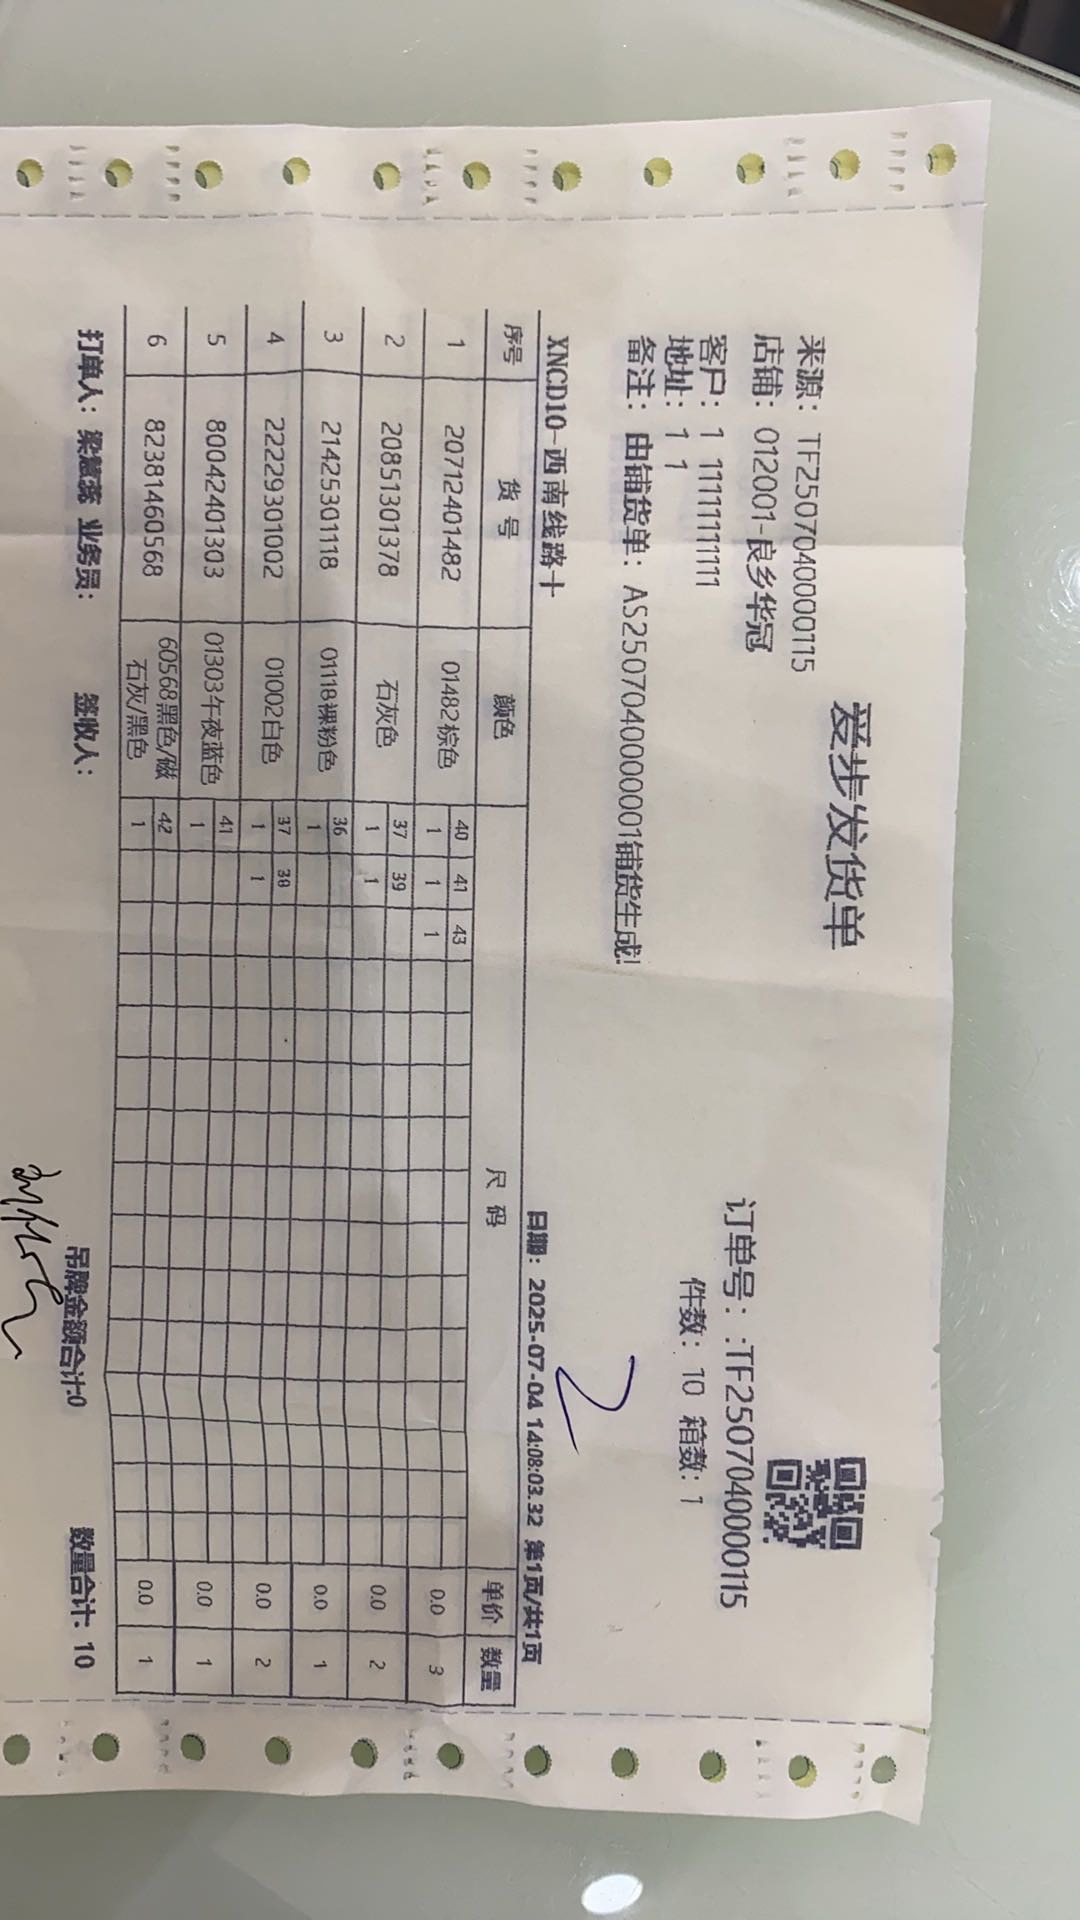 爱步发货单
来源：TF25070400000115
订单号：:TF25070400000115
店铺：012001-良乡华冠
客户：1 11111111111
件数：10 箱数：1
地址：1 1
备注：由铺货单：AS25070400000001铺货生成!
XNCD10-西南线路十
日期：2025-07-04 14:08:03.32 第1页/共1页
序号 货号 颜色 尺码 单价 数量
40 41 43
1 20712401482 01482棕色 1 1 1 0.0 3
37 39
2 20851301378 石灰色 1 1 0.0 2
36
3 21425301118 01118裸粉色 1 0.0 1
37 38
4 22229301002 01002白色 1 1 0.0 2
41
5 80042401303 01303午夜蓝色 1 0.0 1
60568黑色/磁 42
6 82381460568 石灰/黑色 1 0.0 1
打单人：梁慧蕊 业务员： 签收人： 吊牌金额合计:0 数量合计：10